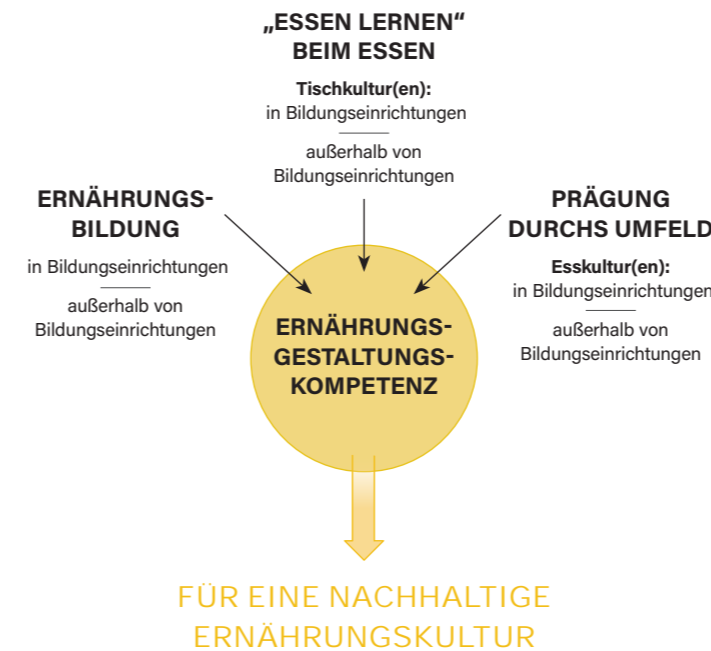 „ESSEN LERNEN“
BEIM ESSEN
Tischkultur(en):
in Bildungseinrichtungen
außerhalb von
Bildungseinrichtungen
ERNÄHRUNGS-
BILDUNG
in Bildungseinrichtungen
außerhalb von
Bildungseinrichtungen
PRÄGUNG
DURCHS UMFELD
Esskultur(en):
in Bildungseinrichtungen
außerhalb von
Bildungseinrichtungen
ERNÄHRUNGS-
GESTALTUNGS-
KOMPETENZ
FÜR EINE NACHHALTIGE
ERNÄHRUNGSKULTUR